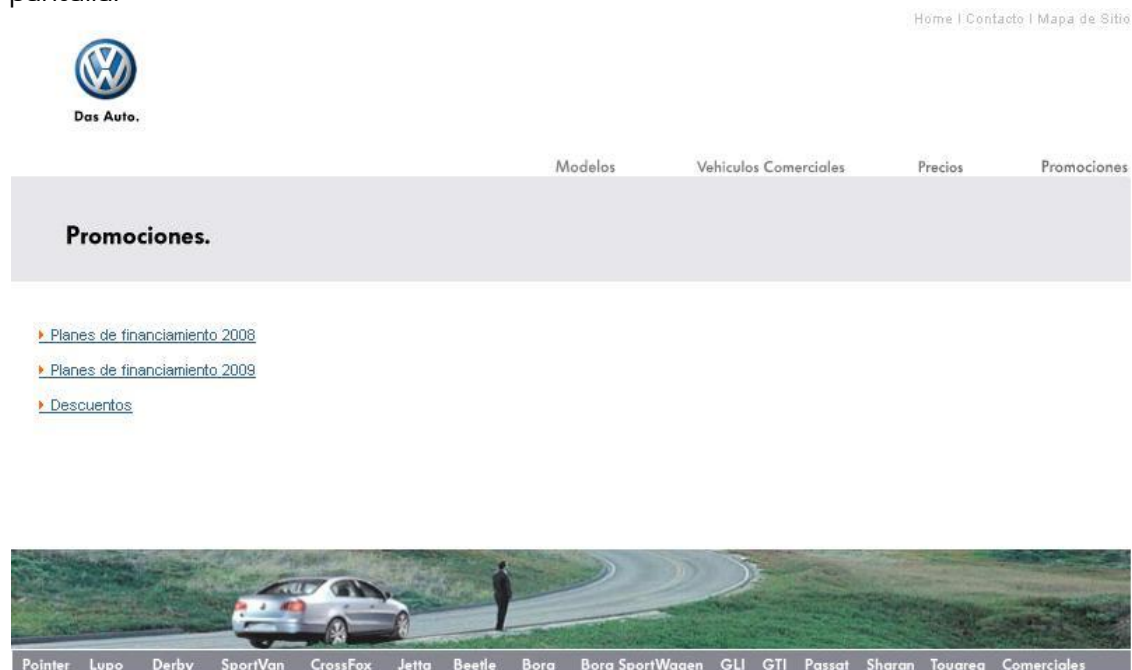 pantalla.
Home I Contacto I Mapa de Sitio
Das Auto.
Modelos Vehiculos Comerciales Precios Promociones
Promociones.
Planes de financiamiento 2008
Planes de financiamiento 2009
Descuentos
Pointer Lupo Derby SportVan CrossFox Jetta Beetle Bora Bora SportWagen GLI GTI Passat Sharan Touareg Comerciales